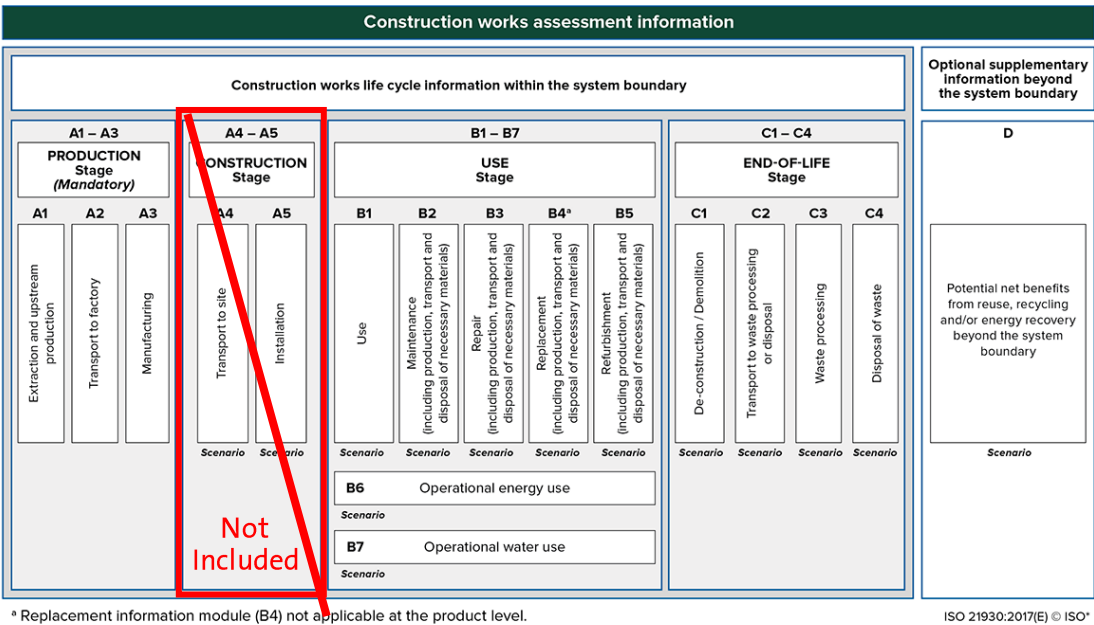 Construction works assessment information
Construction works life cycle information within the system boundary
Optional supplementary
information beyond
the system boundary
A1 – A3
PRODUCTION
Stage
(Mandatory)
A1
A2
A3
Extraction and upstream
production
Transport to factory
Manufacturing
A4 – A5
CONSTRUCTION
Stage
A4
A5
Transport to site
Installation
Scenario
Scenario
Not
Included
B1 – B7
USE
Stage
B1
B2
B3
B4ª
B5
Use
Maintenance
(including production, transport and
disposal of necessary materials)
Repair
(including production, transport and
disposal of necessary materials)
Replacement
(including production, transport and
disposal of necessary materials)
Refurbishment
(including production, transport and
disposal of necessary materials)
Scenario
Scenario
Scenario
Scenario
Scenario
B6 Operational energy use
Scenario
B7 Operational water use
Scenario
C1 – C4
END-OF-LIFE
Stage
C1
C2
C3
C4
De-construction / Demolition
Transport to waste processing
or disposal
Waste processing
Disposal of waste
Scenario
Scenario
Scenario
Scenario
D
Potential net benefits
from reuse, recycling
and/or energy recovery
beyond the system
boundary
Scenario
ª Replacement information module (B4) not applicable at the product level.
ISO 21930:2017(E) © ISO*